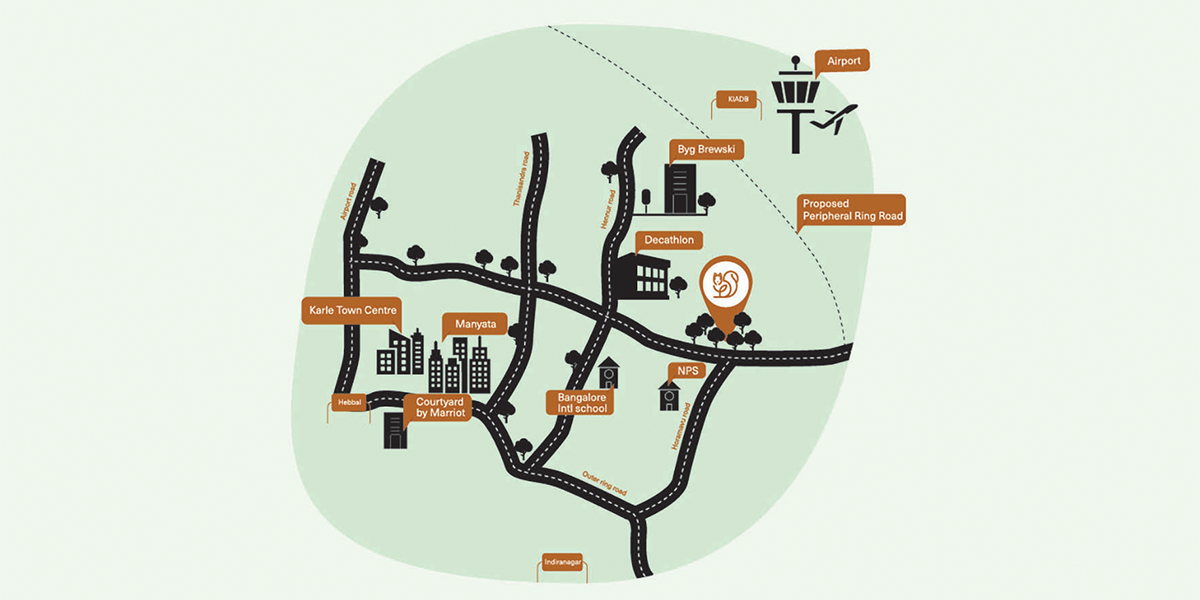 Airport
KIADB
Byg Brewski
Thanisandra road
Airport road
Hennur road
Proposed
Peripheral Ring Road
Decathlon
Karle Town Centre
Manyata
NPS
Hebbal
Courtyard
by Marriot
Bangalore
Intl school
Horamavu road
Outer ring road
Indiranagar